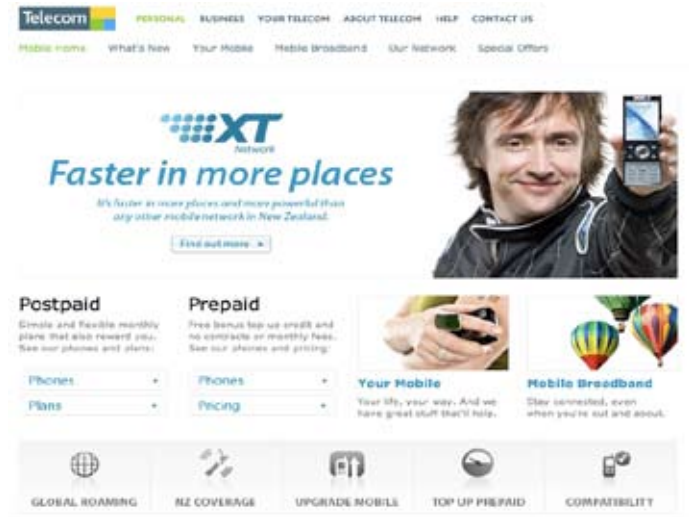 Telecom
PERSONAL BUSINESS YOUR TELECOM ABOUT TELECOM HELP CONTACT US
Mobile Home What's New Your Mobile Mobile Broadband Our Network Special Offers
XT
Network
Faster in more places
It's faster in more places and more powerful than
any other mobile network in New Zealand.
Find out more
Postpaid
Simple and flexible monthly
plans that also reward you.
See our phones and plans:
Phones
Plans
Prepaid
Free bonus top up credit and
no contracts or monthly fees.
See our phones and pricing:
Phones
Pricing
Your Mobile
Your life, your way. And we
have great stuff that'll help.
Mobile Broadband
Stay connected, even
when you're out and about.
GLOBAL ROAMING NZ COVERAGE UPGRADE MOBILE TOP UP PREPAID COMPATIBILITY